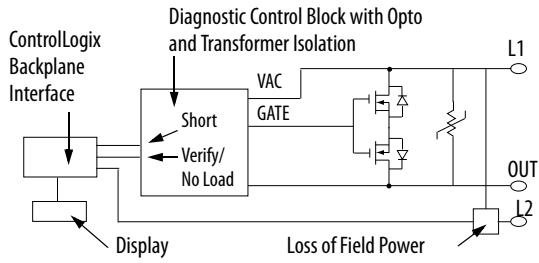 Diagnostic Control Block with Opto
and Transformer Isolation
ControlLogix
Backplane
Interface
L1
VAC
GATE
Short
Verify/
No Load
OUT
L2
Display
Loss of Field Power